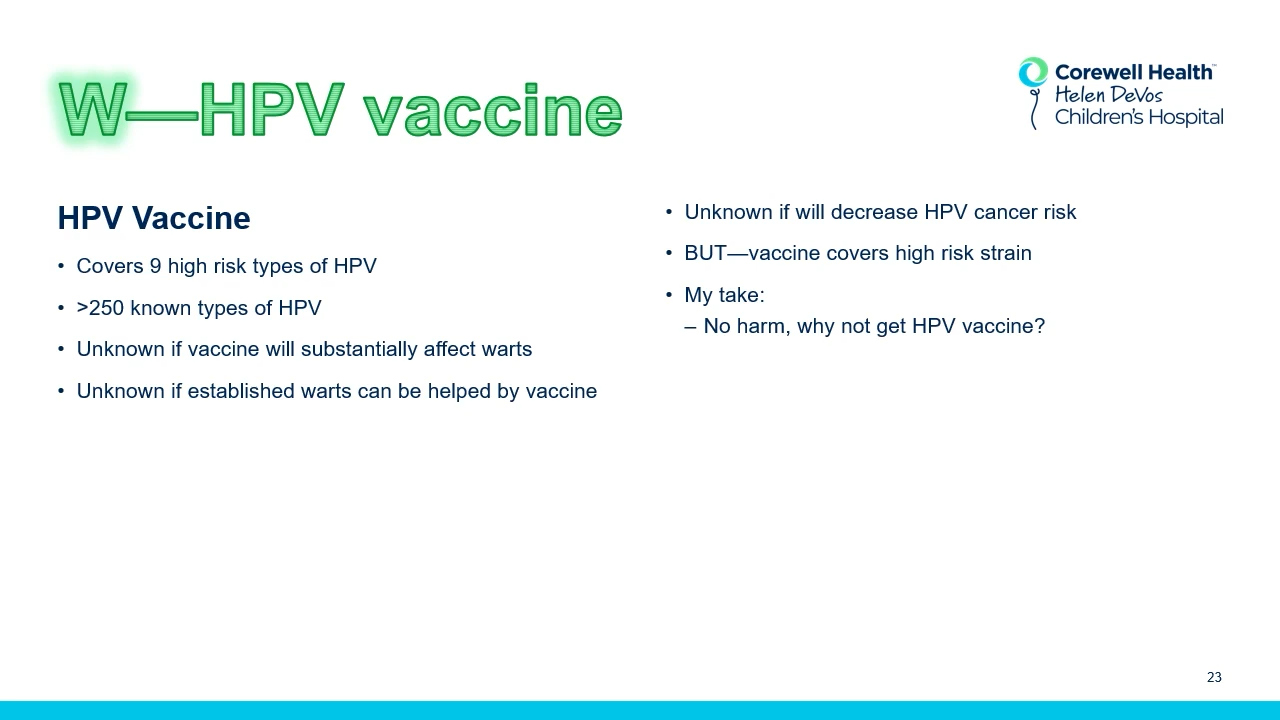 W—HPV vaccine
Corewell Health™
Helen DeVos
Children's Hospital
HPV Vaccine
• Covers 9 high risk types of HPV
• >250 known types of HPV
• Unknown if vaccine will substantially affect warts
• Unknown if established warts can be helped by vaccine
• Unknown if will decrease HPV cancer risk
• BUT—vaccine covers high risk strain
• My take:
– No harm, why not get HPV vaccine?
23